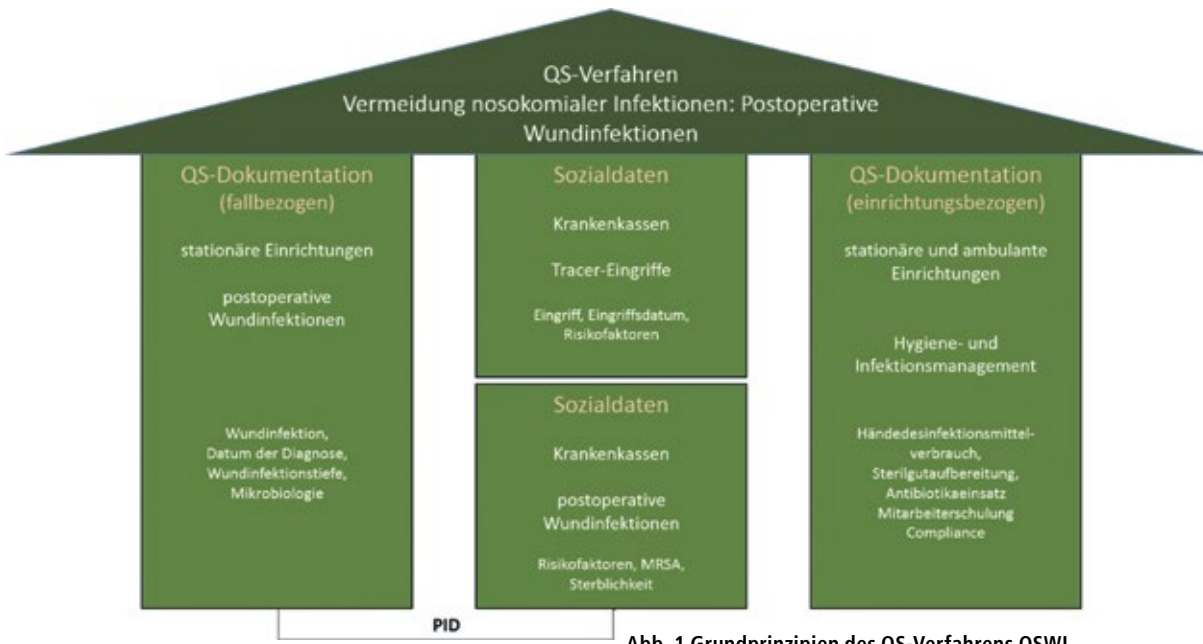 QS-Verfahren
Vermeidung nosokomialer Infektionen: Postoperative
Wundinfektionen
QS-Dokumentation
(fallbezogen)
stationäre Einrichtungen
postoperative
Wundinfektionen
Wundinfektion,
Datum der Diagnose,
Wundinfektionstiefe,
Mikrobiologie
Sozialdaten
Krankenkassen
Tracer-Eingriffe
Eingriff, Eingriffsdatum,
Risikofaktoren
Sozialdaten
Krankenkassen
postoperative
Wundinfektionen
Risikofaktoren, MRSA,
Sterblichkeit
QS-Dokumentation
(einrichtungsbezogen)
stationäre und ambulante
Einrichtungen
Hygiene- und
Infektionsmanagement
Händedesinfektionsmittel-
verbrauch,
Sterilgutaufbereitung,
Antibiotikaeinsatz
Mitarbeiterschulung
Compliance
PID
Abb. 1 Grundprinzipien des QS-Verfahrens QSWI